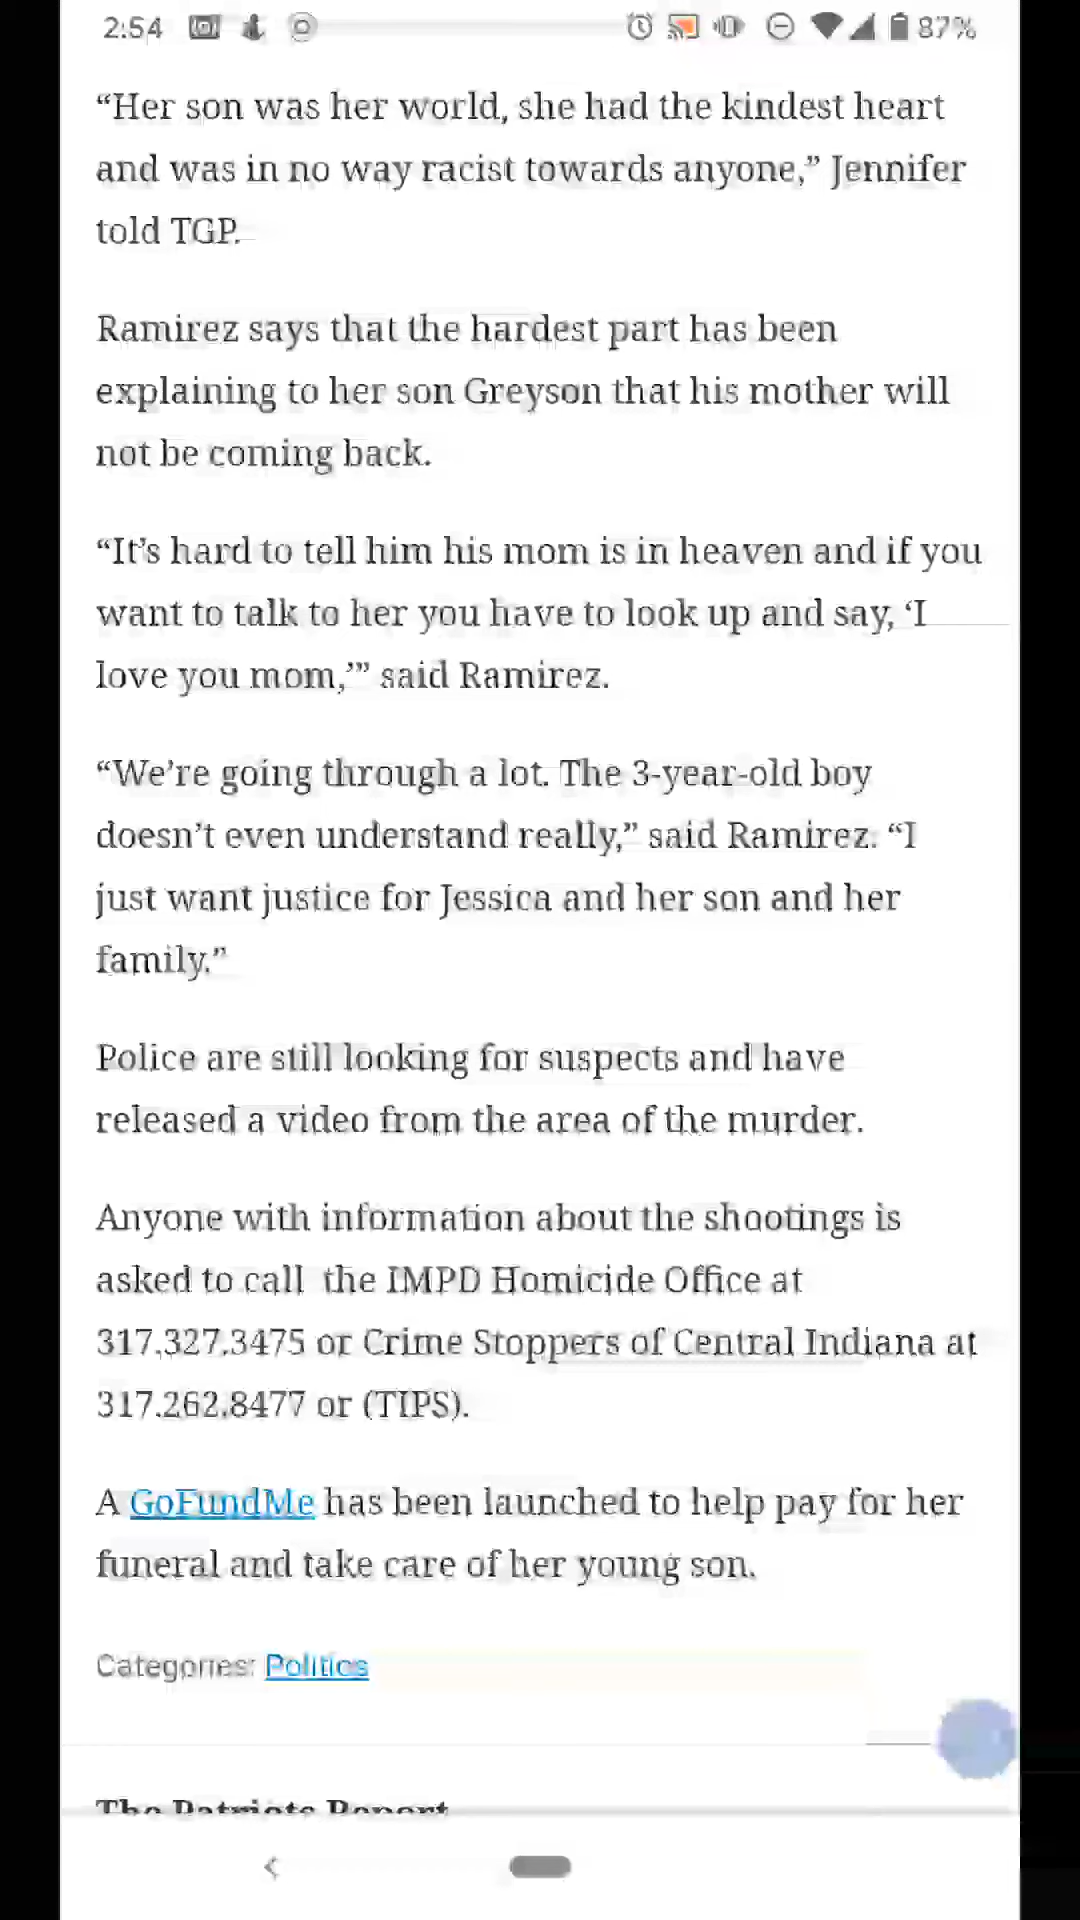 2:54 87%
“Her son was her world, she had the kindest heart
and was in no way racist towards anyone,” Jennifer
told TGP.
Ramirez says that the hardest part has been
explaining to her son Greyson that his mother will
not be coming back.
“It’s hard to tell him his mom is in heaven and if you
want to talk to her you have to look up and say, ‘I
love you mom,’” said Ramirez.
“We’re going through a lot. The 3-year-old boy
doesn’t even understand really,” said Ramirez. “I
just want justice for Jessica and her son and her
family.”
Police are still looking for suspects and have
released a video from the area of the murder.
Anyone with information about the shootings is
asked to call the IMPD Homicide Office at
317.327.3475 or Crime Stoppers of Central Indiana at
317.262.8477 or (TIPS).
A GoFundMe has been launched to help pay for her
funeral and take care of her young son.
Categories: Politics
The Patriots Report